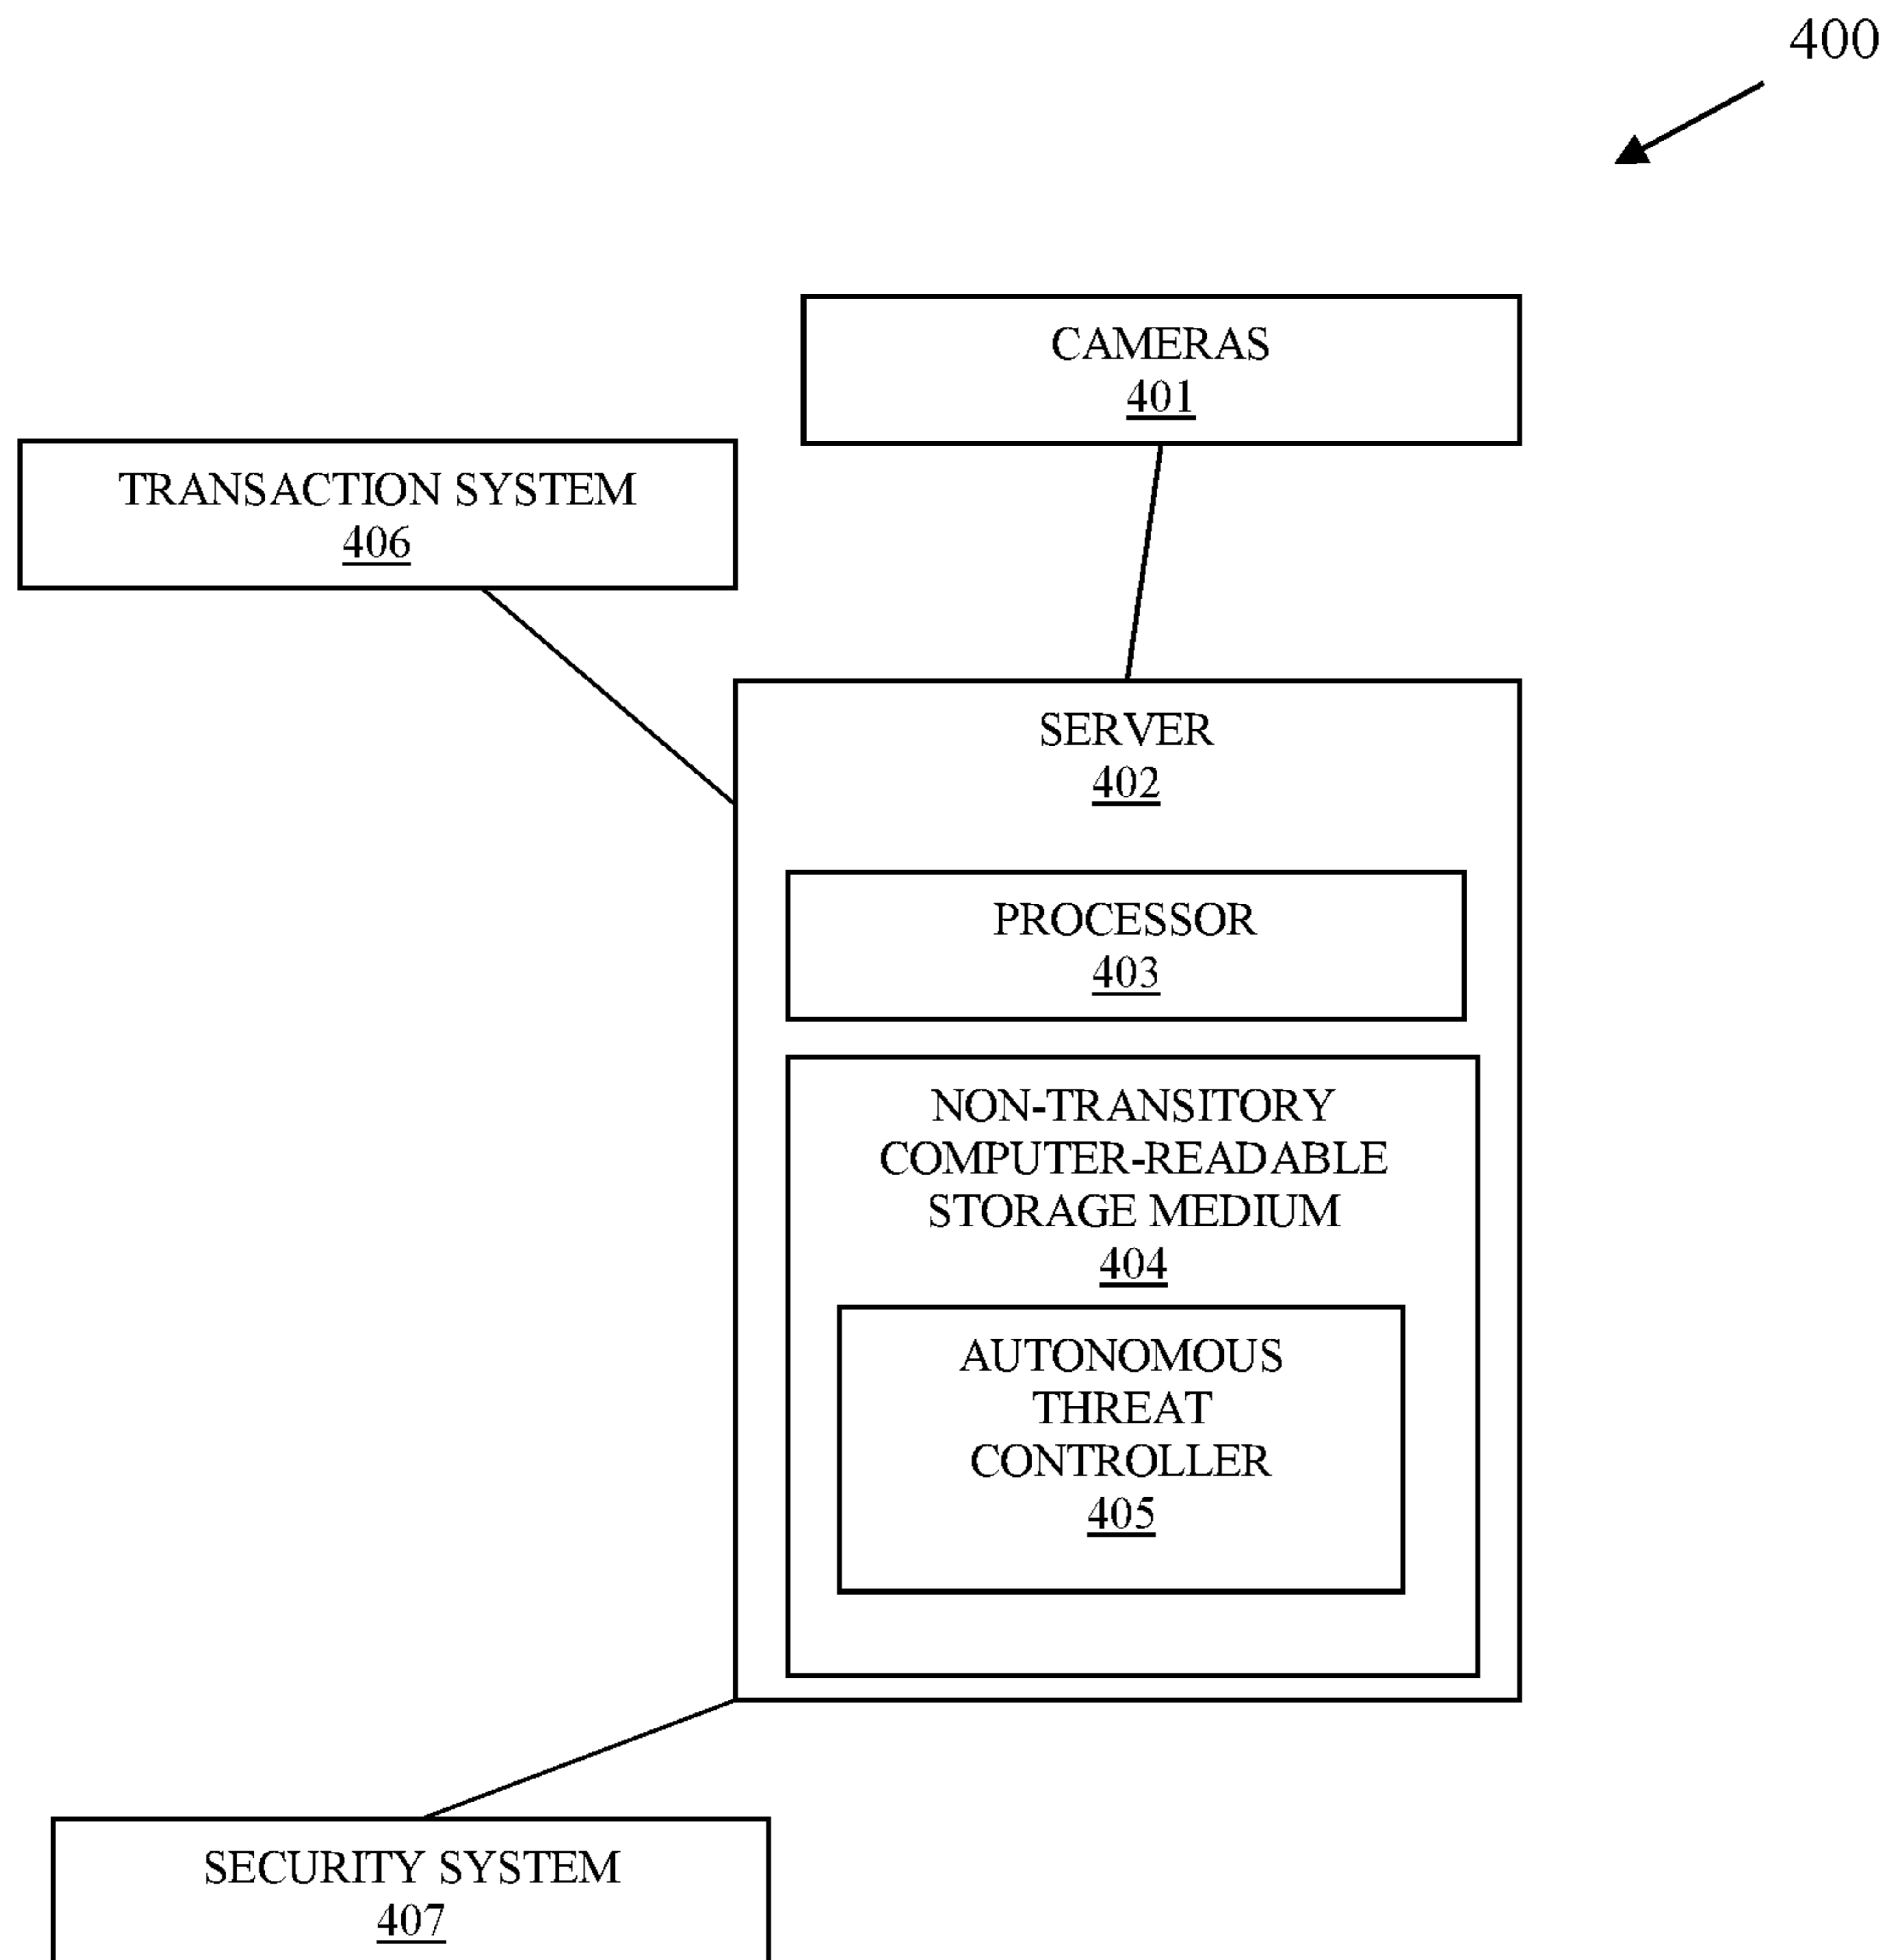 400
CAMERAS
401
TRANSACTION SYSTEM
406
SERVER
402
PROCESSOR
403
NON-TRANSITORY
COMPUTER-READABLE
STORAGE MEDIUM
404
AUTONOMOUS
THREAT
CONTROLLER
405
SECURITY SYSTEM
407